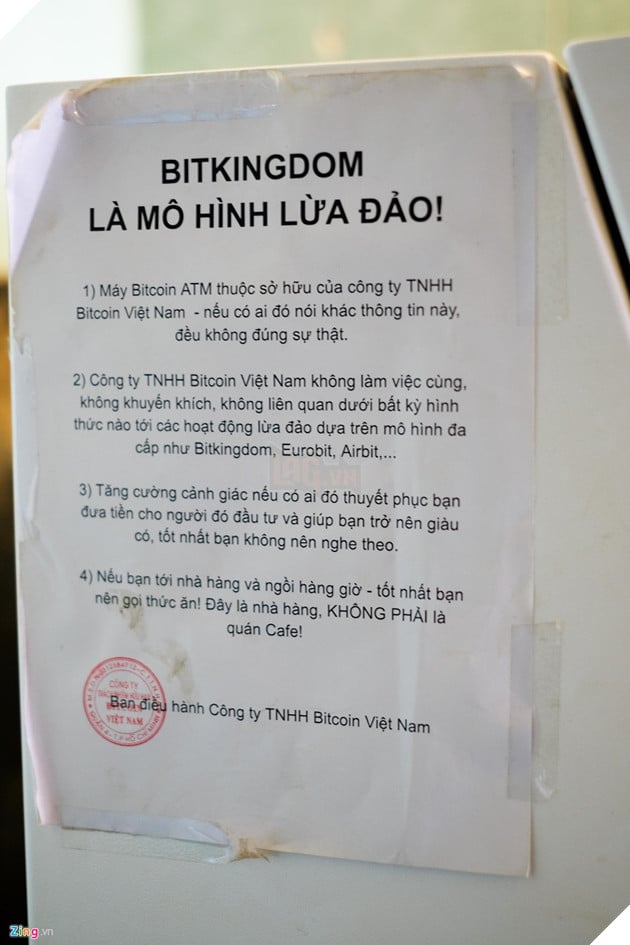 BITKINGDOM
LÀ MÔ HÌNH LỪA ĐẢO!
1) Máy Bitcoin ATM thuộc sở hữu của công ty TNHH
Bitcoin Việt Nam - nếu có ai đó nói khác thông tin này,
đều không đúng sự thật.
2) Công ty TNHH Bitcoin Việt Nam không làm việc cùng,
không khuyến khích, không liên quan dưới bất kỳ hình
thức nào tới các hoạt động lừa đảo dựa trên mô hình đa
cấp như Bitkingdom, Eurobit, Airbit,...
3) Tăng cường cảnh giác nếu có ai đó thuyết phục bạn
đưa tiền cho người đó đầu tư và giúp bạn trở nên giàu
có, tốt nhất bạn không nên nghe theo.
4) Nếu bạn tới nhà hàng và ngồi hàng giờ - tốt nhất bạn
nên gọi thức ăn! Đây là nhà hàng, KHÔNG PHẢI là
quán Cafe!
CÔNG TY
VIỆT NAM
Ban điều hành Công ty TNHH Bitcoin Việt Nam
Zing.vn